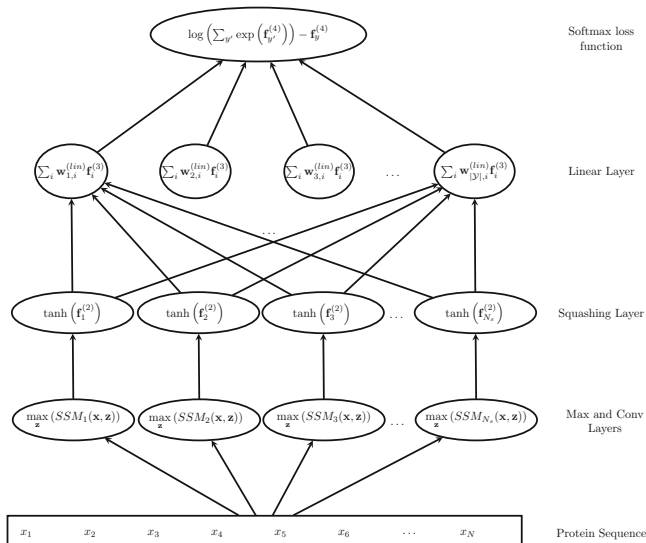 log (∑_{y'} exp (f_{y'}^{(4)})) − f_y^{(4)}
Softmax loss
function
∑_i w_{1,i}^{(lin)} f_i^{(3)} ∑_i w_{2,i}^{(lin)} f_i^{(3)} ∑_i w_{3,i}^{(lin)} f_i^{(3)} ... ∑_i w_{|𝒴|,i}^{(lin)} f_i^{(3)} Linear Layer
...
tanh (f_1^{(2)}) tanh (f_2^{(2)}) tanh (f_3^{(2)}) ... tanh (f_{N_s}^{(2)}) Squashing Layer
max_z (SSM_1(x, z)) max_z (SSM_2(x, z)) max_z (SSM_3(x, z)) ... max_z (SSM_{N_s}(x, z))
Max and Conv
Layers
x_1 x_2 x_3 x_4 x_5 x_6 ... x_N Protein Sequence